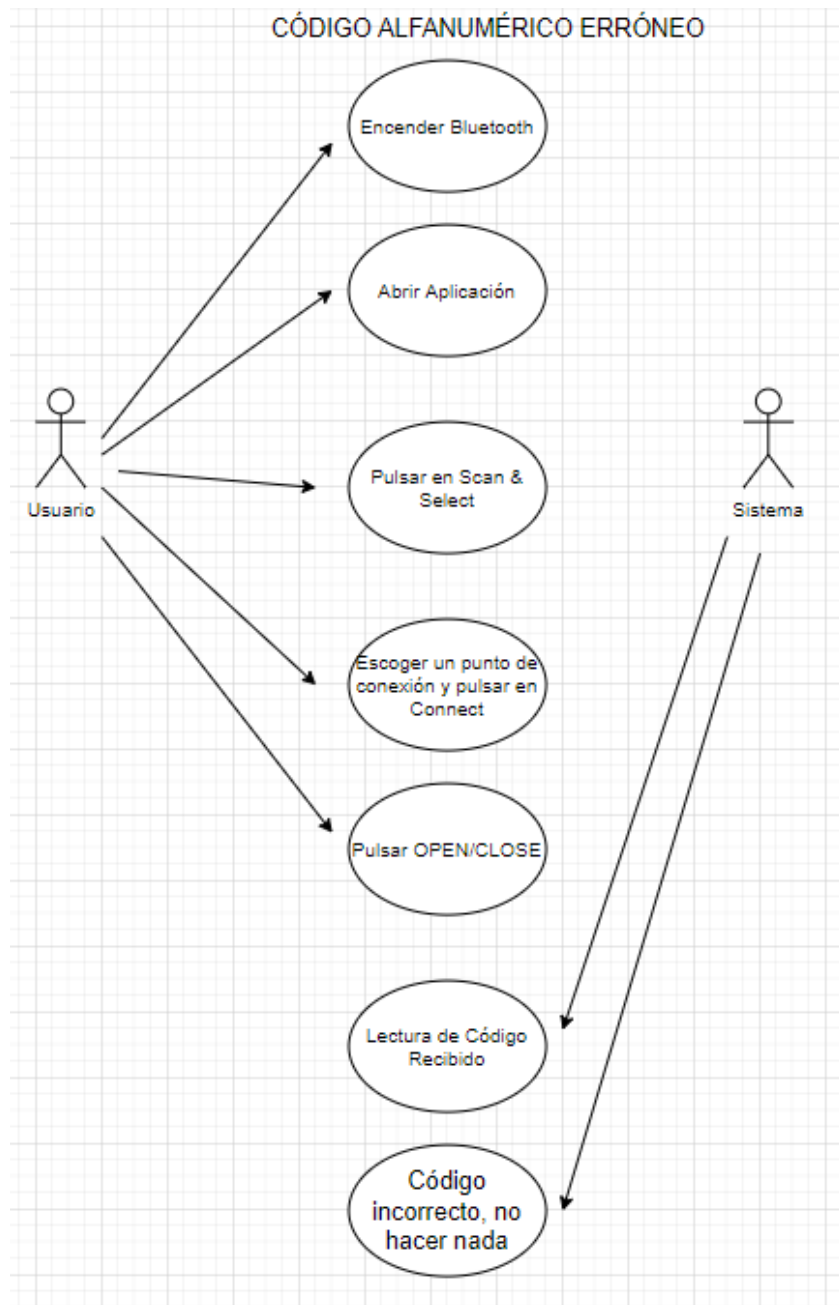 CÓDIGO ALFANUMÉRICO ERRÓNEO
Encender Bluetooth
Abrir Aplicación
Pulsar en Scan &
Select
Usuario
Sistema
Escoger un punto de
conexión y pulsar en
Connect
Pulsar OPEN/CLOSE
Lectura de Código
Recibido
Código
incorrecto, no
hacer nada